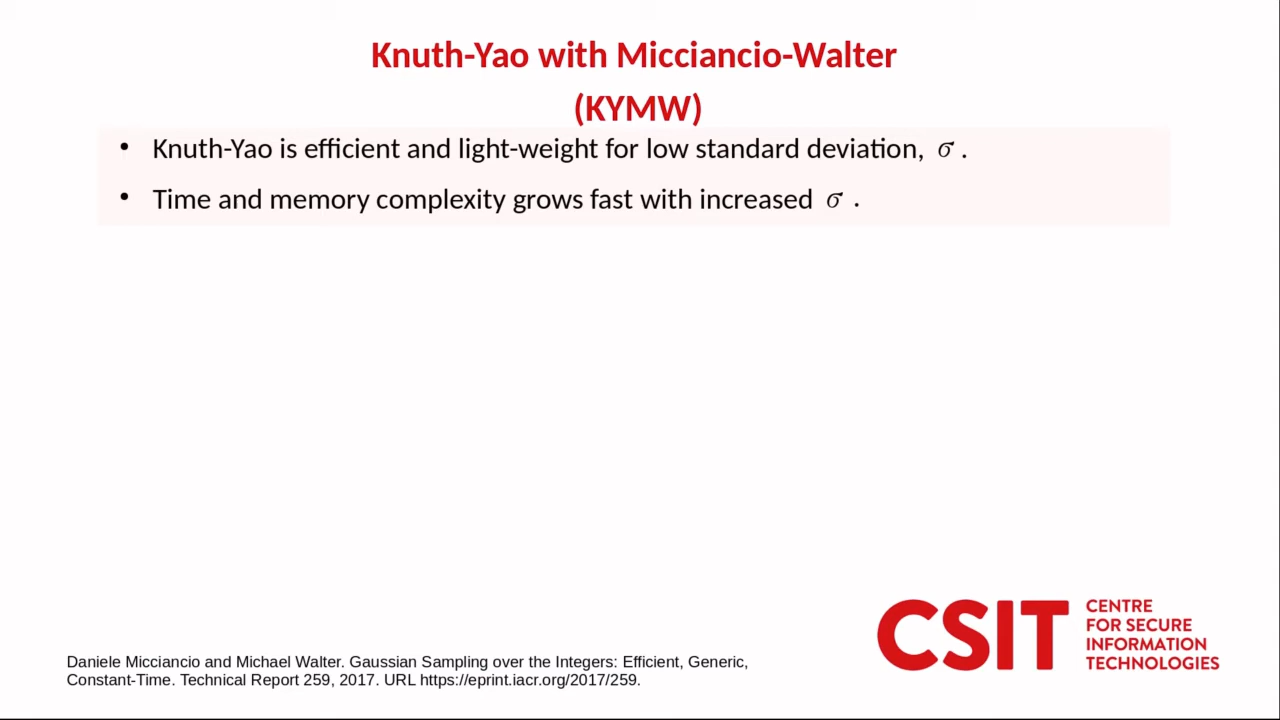 Knuth-Yao with Micciancio-Walter
(KYMW)
• Knuth-Yao is efficient and light-weight for low standard deviation, σ .
• Time and memory complexity grows fast with increased σ .
Daniele Micciancio and Michael Walter. Gaussian Sampling over the Integers: Efficient, Generic,
Constant-Time. Technical Report 259, 2017. URL https://eprint.iacr.org/2017/259.
CSIT
CENTRE
FOR SECURE
INFORMATION
TECHNOLOGIES